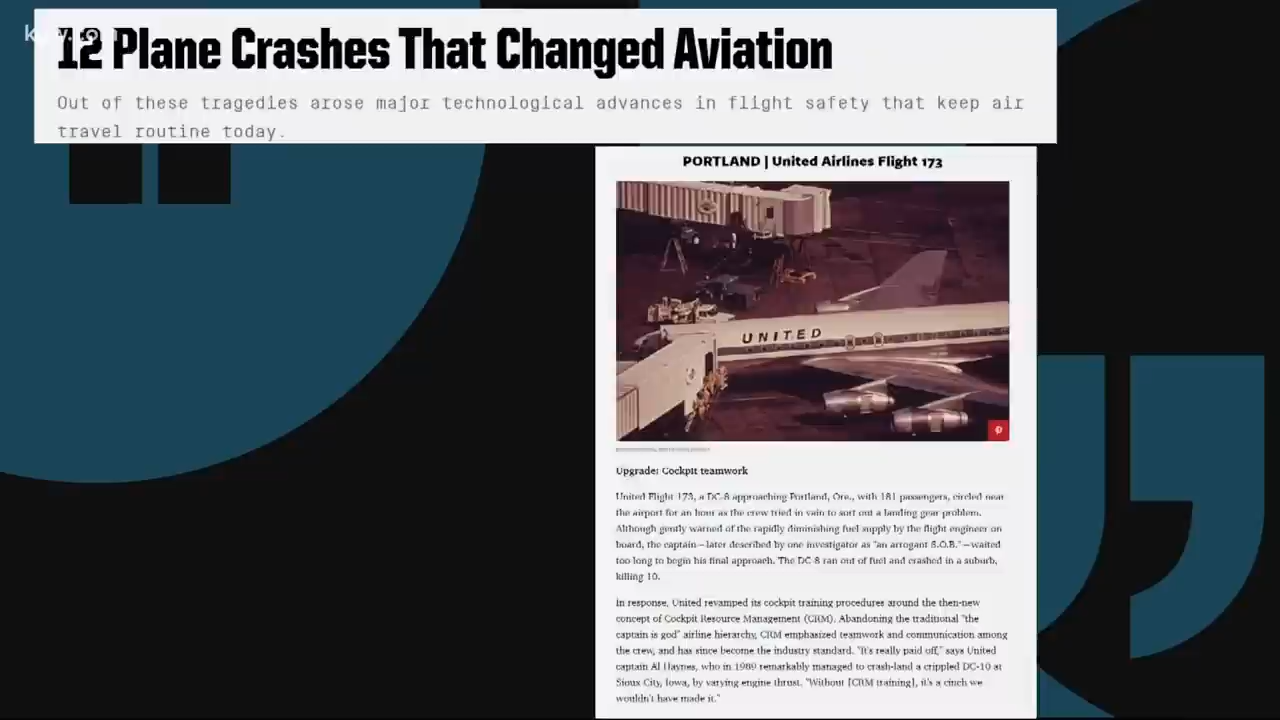 12 Plane Crashes That Changed Aviation
Out of these tragedies arose major technological advances in flight safety that keep air
travel routine today.
PORTLAND | United Airlines Flight 173
UNITED
Upgrade: Cockpit teamwork
United Flight 173, a DC-8 approaching Portland, Ore., with 181 passengers, circled near
the airport for an hour as the crew tried in vain to sort out a landing gear problem.
Although gently warned of the rapidly diminishing fuel supply by the flight engineer on
board, the captain—later described by one investigator as "an arrogant S.O.B."—waited
too long to begin his final approach. The DC-8 ran out of fuel and crashed in a suburb,
killing 10.
In response, United revamped its cockpit training procedures around the then-new
concept of Cockpit Resource Management (CRM). Abandoning the traditional "the
captain is god" airline hierarchy, CRM emphasized teamwork and communication among
the crew, and has since become the industry standard. "It's really paid off," says United
captain Al Haynes, who in 1989 remarkably managed to crash-land a crippled DC-10 at
Sioux City, Iowa, by varying engine thrust. "Without [CRM training], it's a cinch we
wouldn't have made it."